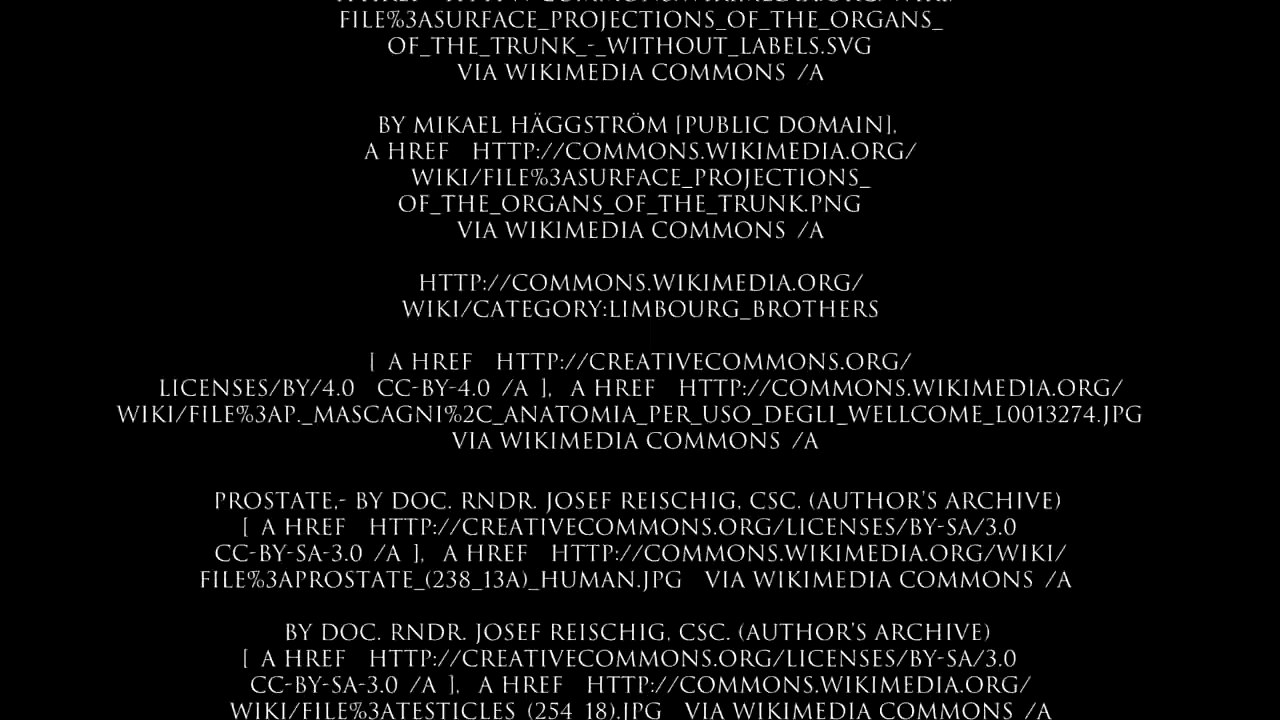 FILE%3ASURFACE_PROJECTIONS_OF_THE_ORGANS_
OF_THE_TRUNK_-_WITHOUT_LABELS.SVG
VIA WIKIMEDIA COMMONS /A
BY MIKAEL HÄGGSTRÖM [PUBLIC DOMAIN],
A HREF HTTP://COMMONS.WIKIMEDIA.ORG/
WIKI/FILE%3ASURFACE_PROJECTIONS_
OF_THE_ORGANS_OF_THE_TRUNK.PNG
VIA WIKIMEDIA COMMONS /A
HTTP://COMMONS.WIKIMEDIA.ORG/
WIKI/CATEGORY:LIMBOURG_BROTHERS
[ A HREF HTTP://CREATIVECOMMONS.ORG/
LICENSES/BY/4.0 CC-BY-4.0 /A ], A HREF HTTP://COMMONS.WIKIMEDIA.ORG/
WIKI/FILE%3AP._MASCAGNI%2C_ANATOMIA_PER_USO_DEGLI_WELLCOME_L0013274.JPG
VIA WIKIMEDIA COMMONS /A
PROSTATE,- BY DOC. RNDR. JOSEF REISCHIG, CSC. (AUTHOR'S ARCHIVE)
[ A HREF HTTP://CREATIVECOMMONS.ORG/LICENSES/BY-SA/3.0
CC-BY-SA-3.0 /A ], A HREF HTTP://COMMONS.WIKIMEDIA.ORG/WIKI/
FILE%3APROSTATE_(238_13A)_HUMAN.JPG VIA WIKIMEDIA COMMONS /A
BY DOC. RNDR. JOSEF REISCHIG, CSC. (AUTHOR'S ARCHIVE)
[ A HREF HTTP://CREATIVECOMMONS.ORG/LICENSES/BY-SA/3.0
CC-BY-SA-3.0 /A ], A HREF HTTP://COMMONS.WIKIMEDIA.ORG/
WIKI/FILE%3ATESTICLES_(254_18).JPG VIA WIKIMEDIA COMMONS /A